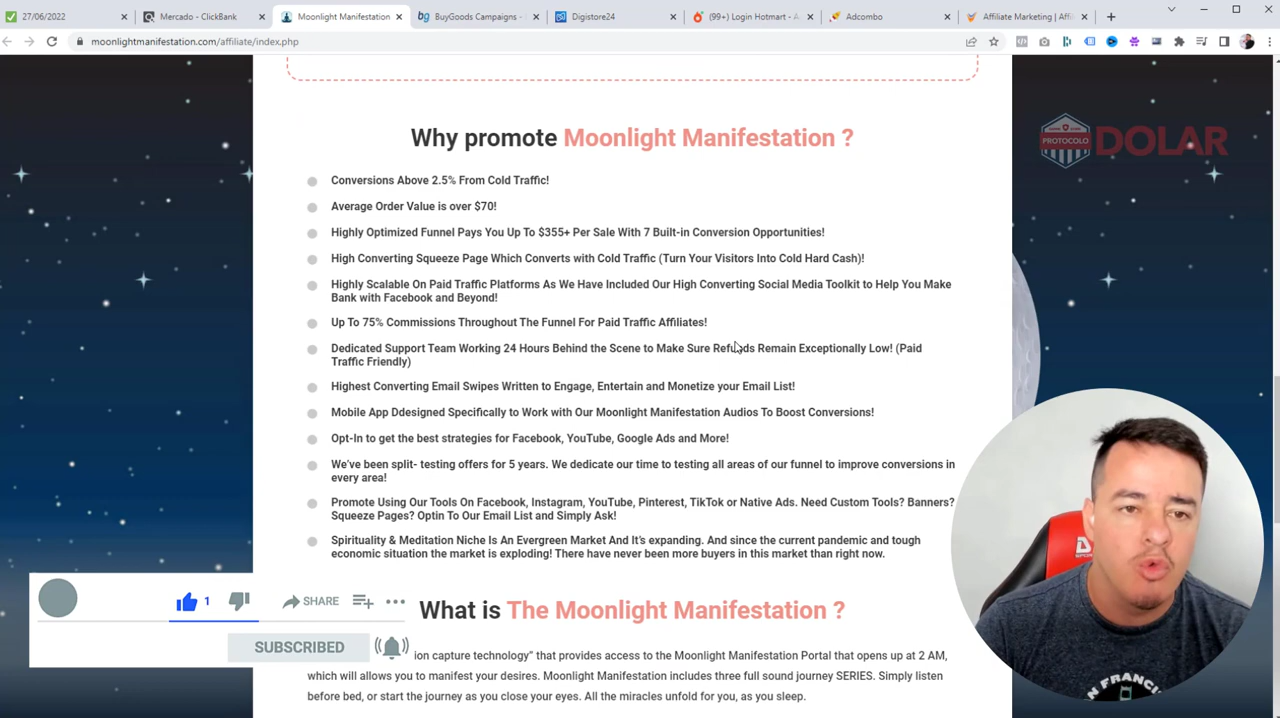 27/06/2022
Mercado - ClickBank
Moonlight Manifestation
BuyGoods Campaigns -
Digistore24
(99+) Login Hotmart - A
Adcombo
Affiliate Marketing | Affi
moonlightmanifestation.com/affiliate/index.php
Why promote Moonlight Manifestation ?
Conversions Above 2.5% From Cold Traffic!
Average Order Value is over $70!
Highly Optimized Funnel Pays You Up To $355+ Per Sale With 7 Built-in Conversion Opportunities!
High Converting Squeeze Page Which Converts with Cold Traffic (Turn Your Visitors Into Cold Hard Cash)!
Highly Scalable On Paid Traffic Platforms As We Have Included Our High Converting Social Media Toolkit to Help You Make
Bank with Facebook and Beyond!
Up To 75% Commissions Throughout The Funnel For Paid Traffic Affiliates!
Dedicated Support Team Working 24 Hours Behind the Scene to Make Sure Refunds Remain Exceptionally Low! (Paid
Traffic Friendly)
Highest Converting Email Swipes Written to Engage, Entertain and Monetize your Email List!
Mobile App Ddesigned Specifically to Work with Our Moonlight Manifestation Audios To Boost Conversions!
Opt-In to get the best strategies for Facebook, YouTube, Google Ads and More!
We've been split- testing offers for 5 years. We dedicate our time to testing all areas of our funnel to improve conversions in
every area!
Promote Using Our Tools On Facebook, Instagram, YouTube, Pinterest, TikTok or Native Ads. Need Custom Tools? Banners?
Squeeze Pages? Optin To Our Email List and Simply Ask!
Spirituality & Meditation Niche Is An Evergreen Market And It's expanding. And since the current pandemic and tough
economic situation the market is exploding! There have never been more buyers in this market than right now.
What is The Moonlight Manifestation ?
ion capture technology" that provides access to the Moonlight Manifestation Portal that opens up at 2 AM,
which will allows you to manifest your desires. Moonlight Manifestation includes three full sound journey SERIES. Simply listen
before bed, or start the journey as you close your eyes. All the miracles unfold for you, as you sleep.
PROTOCOLO
DOLAR
1
SHARE
SUBSCRIBED
AN FRANCI